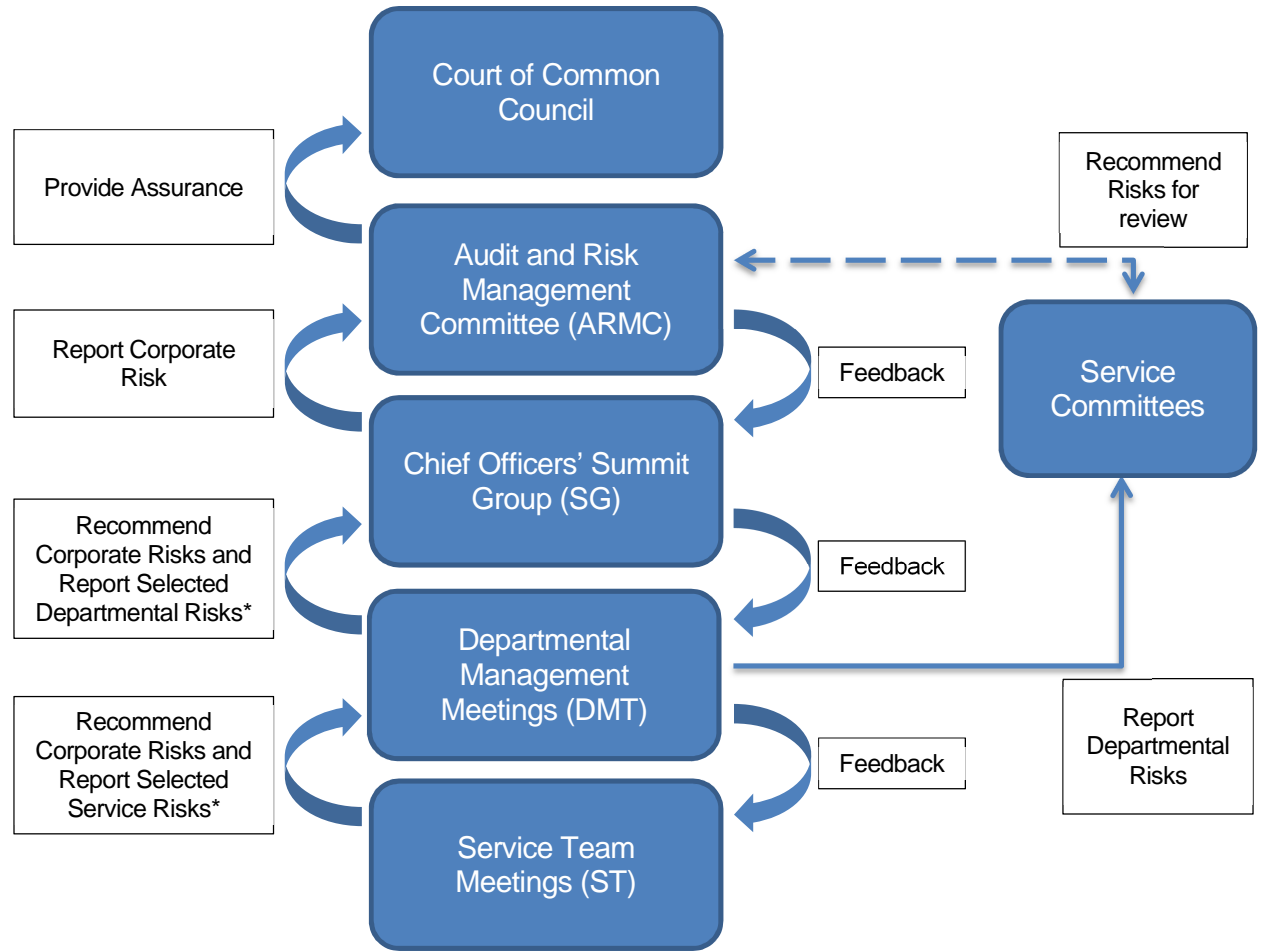 Court of Common
Council
Provide Assurance
Recommend
Risks for
review
Audit and Risk
Management
Committee (ARMC)
Report Corporate
Risk
Feedback
Service
Committees
Chief Officers’ Summit
Group (SG)
Recommend
Corporate Risks and
Report Selected
Departmental Risks*
Feedback
Departmental
Management
Meetings (DMT)
Recommend
Corporate Risks and
Report Selected
Service Risks*
Feedback
Report
Departmental
Risks
Service Team
Meetings (ST)